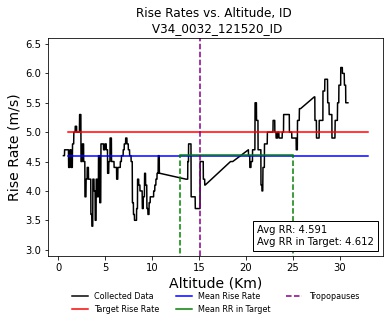 Rise Rates vs. Altitude, ID
V34_0032_121520_ID
Rise Rate (m/s)
6.5
6.0
5.5
5.0
4.5
4.0
3.5
3.0
Avg RR: 4.591
Avg RR in Target: 4.612
0 5 10 15 20 25 30
Altitude (Km)
Collected Data Mean Rise Rate Tropopauses
Target Rise Rate Mean RR in Target